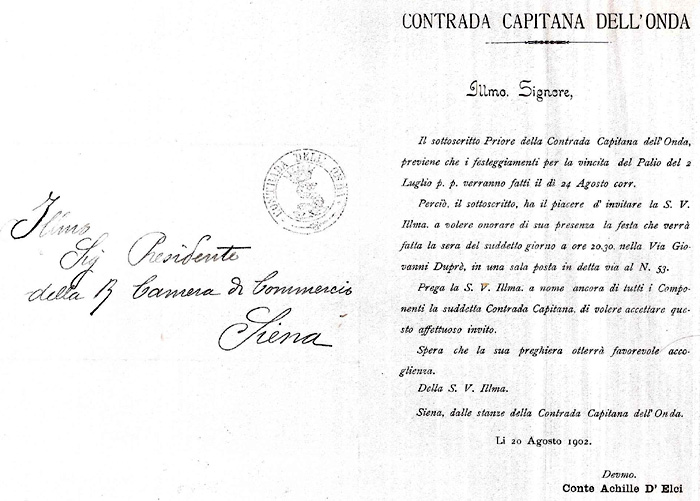 Illmo
Sig Presidente
della R Camera di Commercio
Siena
CONTRADA DELL' ONDA
CONTRADA CAPITANA DELL'ONDA
Illmo. Signore,
Il sottoscritto Priore della Contrada Capitana dell'Onda,
previene che i festeggiamenti per la vincita del Palio del 2
Luglio p. p. verranno fatti il dì 24 Agosto corr.
Perciò, il sottoscritto, ha il piacere d' invitare la S. V.
Illma. a volere onorare di sua presenza la festa che verrà
fatta la sera del suddetto giorno a ore 20.30. nella Via Gio-
vanni Duprè, in una sala posta in detta via al N. 53.
Prega la S. V. Illma. a nome ancora di tutti i Compo-
nenti la suddetta Contrada Capitana, di volere accettare que-
sto affettuoso invito.
Spera che la sua preghiera otterrà favorevole acco-
glienza.
Della S. V. Illma.
Siena, dalle stanze della Contrada Capitana dell'Onda.
Li 20 Agosto 1902.
Devmo.
Conte Achille D' Elci